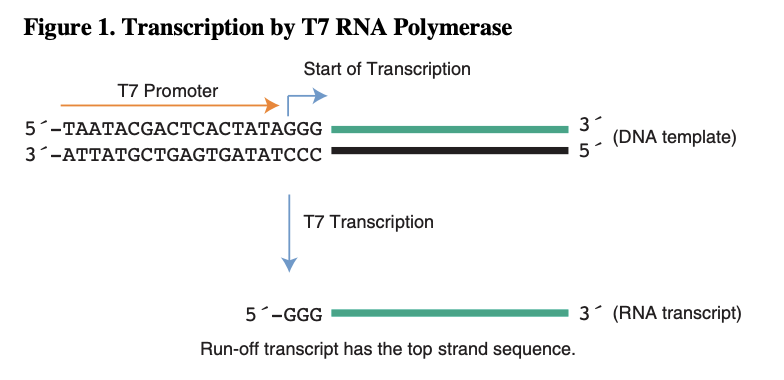 Figure 1. Transcription by T7 RNA Polymerase
Start of Transcription
T7 Promoter
5´-TAATACGACTCACTATAGGG 3´
3´-ATTATGCTGAGTGATATCCC 5´
(DNA template)
T7 Transcription
5´-GGG 3´ (RNA transcript)
Run-off transcript has the top strand sequence.